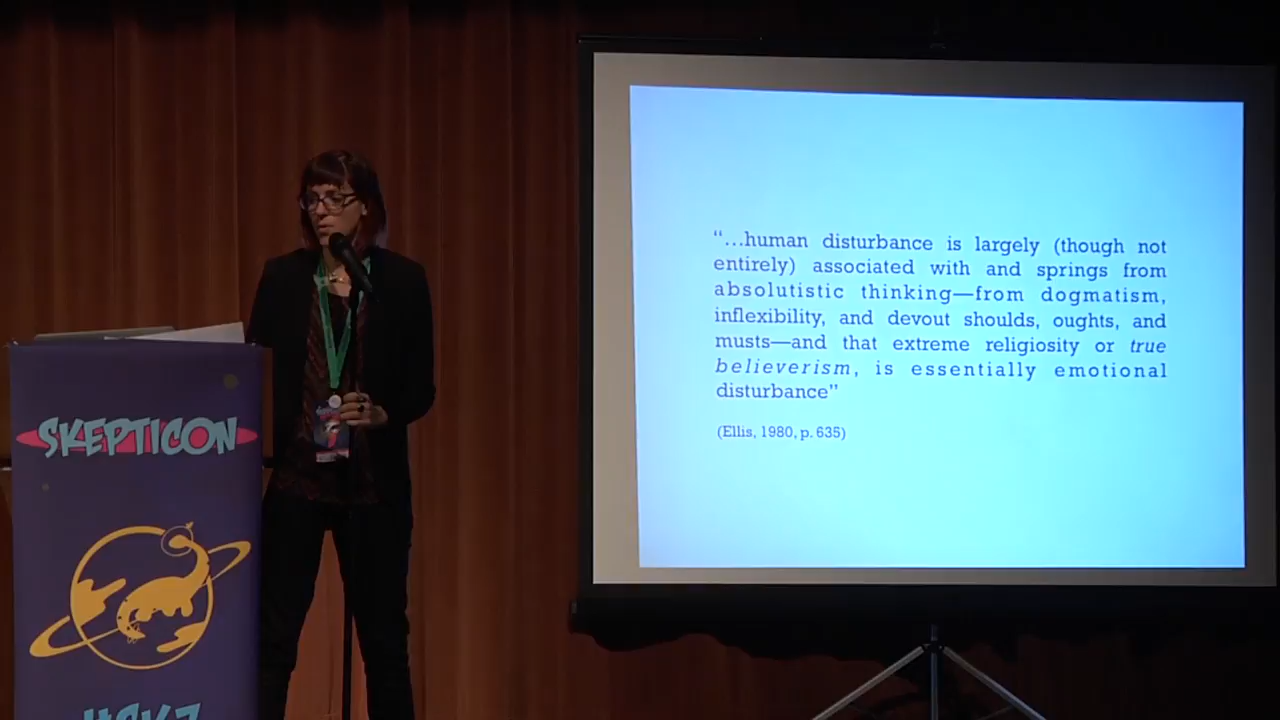 “…human disturbance is largely (though not
entirely) associated with and springs from
absolutistic thinking—from dogmatism,
inflexibility, and devout shoulds, oughts, and
musts—and that extreme religiosity or true
believerism, is essentially emotional
disturbance”
(Ellis, 1980, p. 635)
SKEPTICON